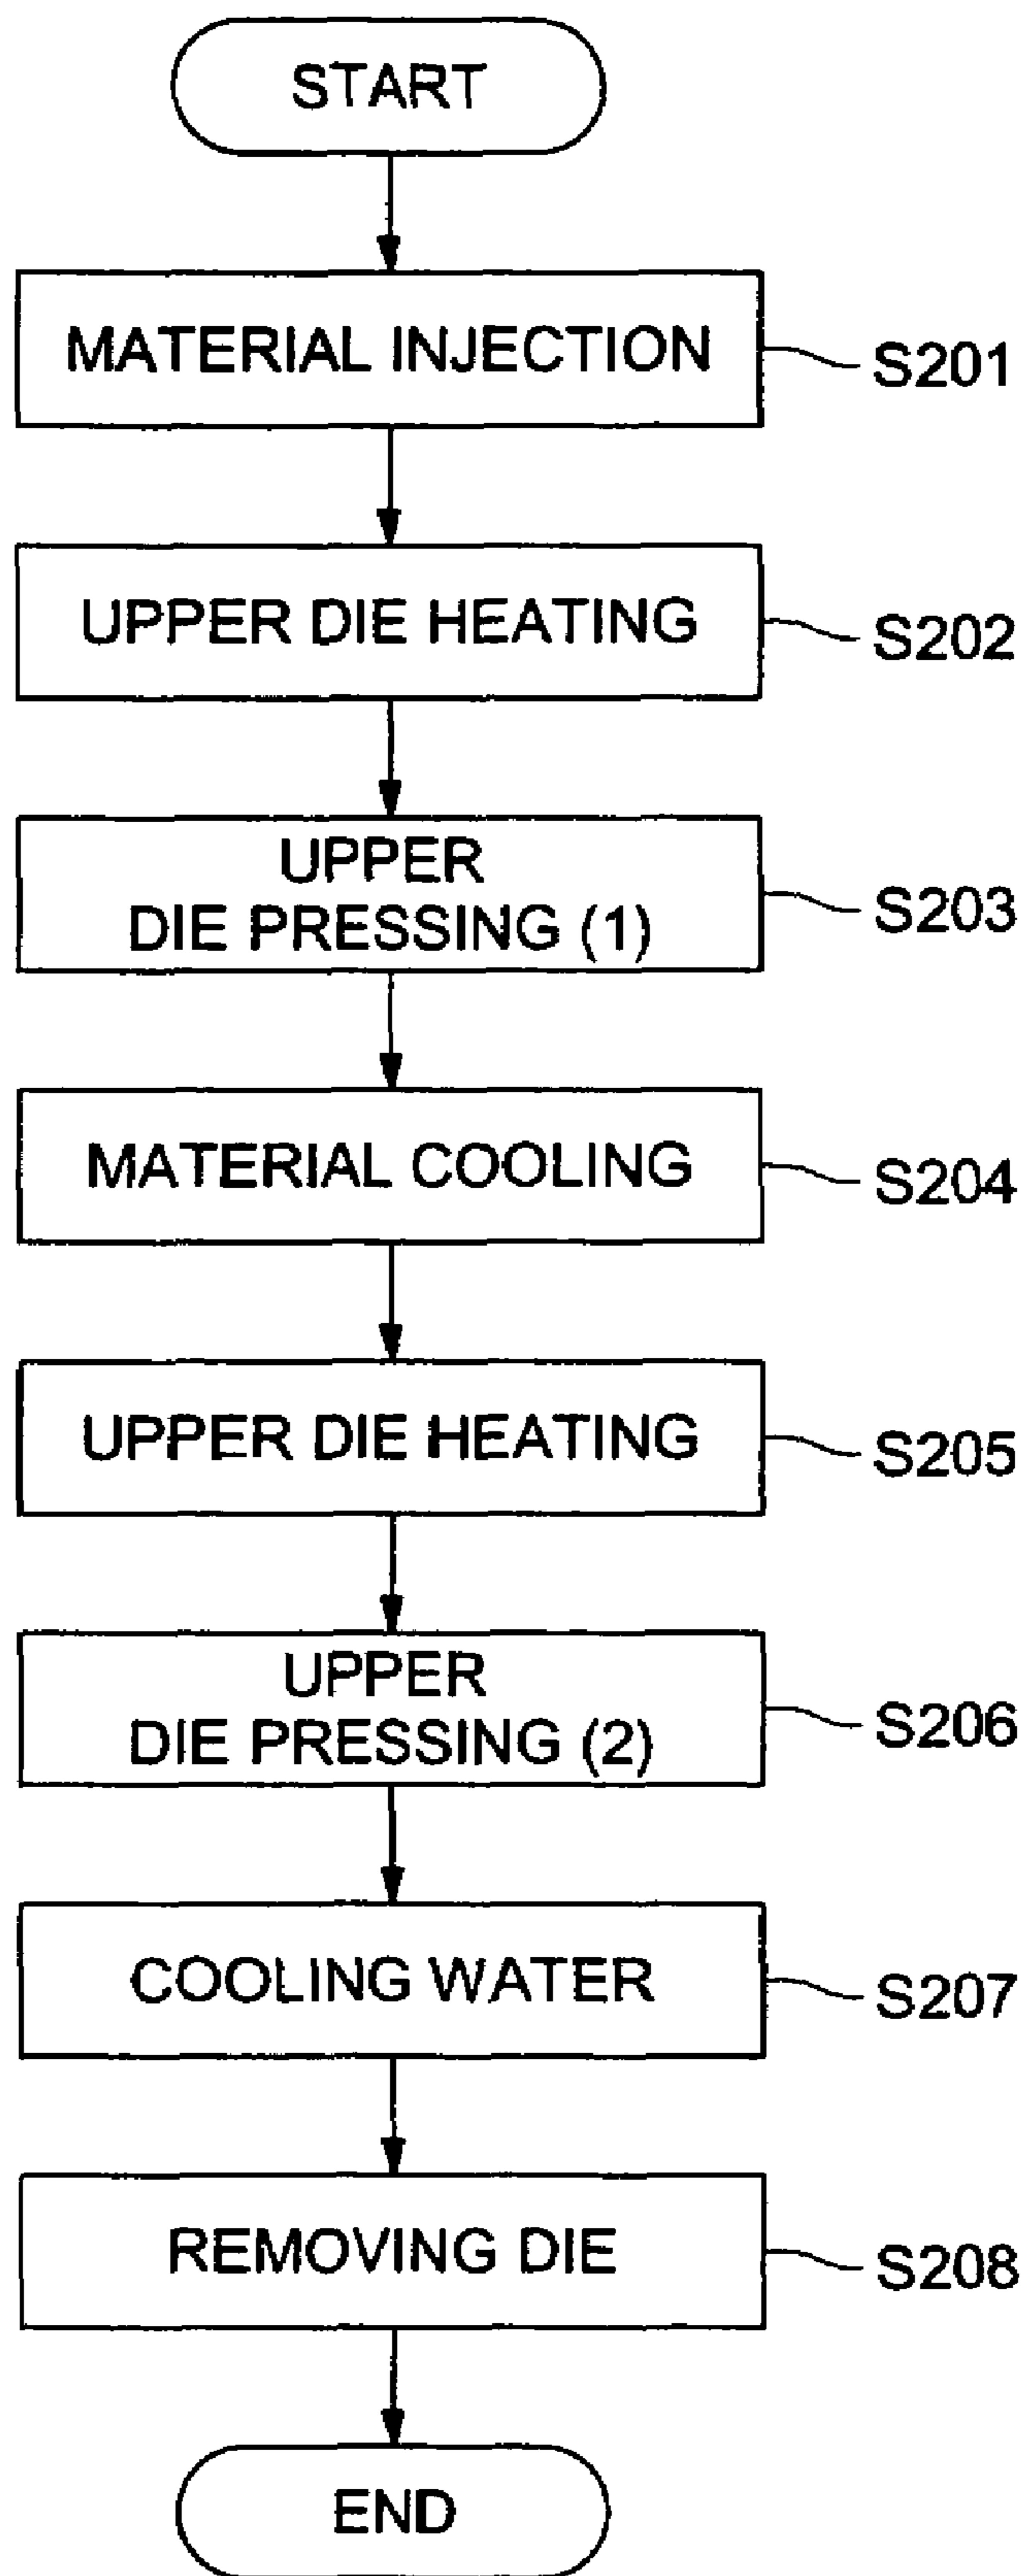 START
MATERIAL INJECTION
S201
UPPER DIE HEATING
S202
UPPER
DIE PRESSING (1)
S203
MATERIAL COOLING
S204
UPPER DIE HEATING
S205
UPPER
DIE PRESSING (2)
S206
COOLING WATER
S207
REMOVING DIE
S208
END